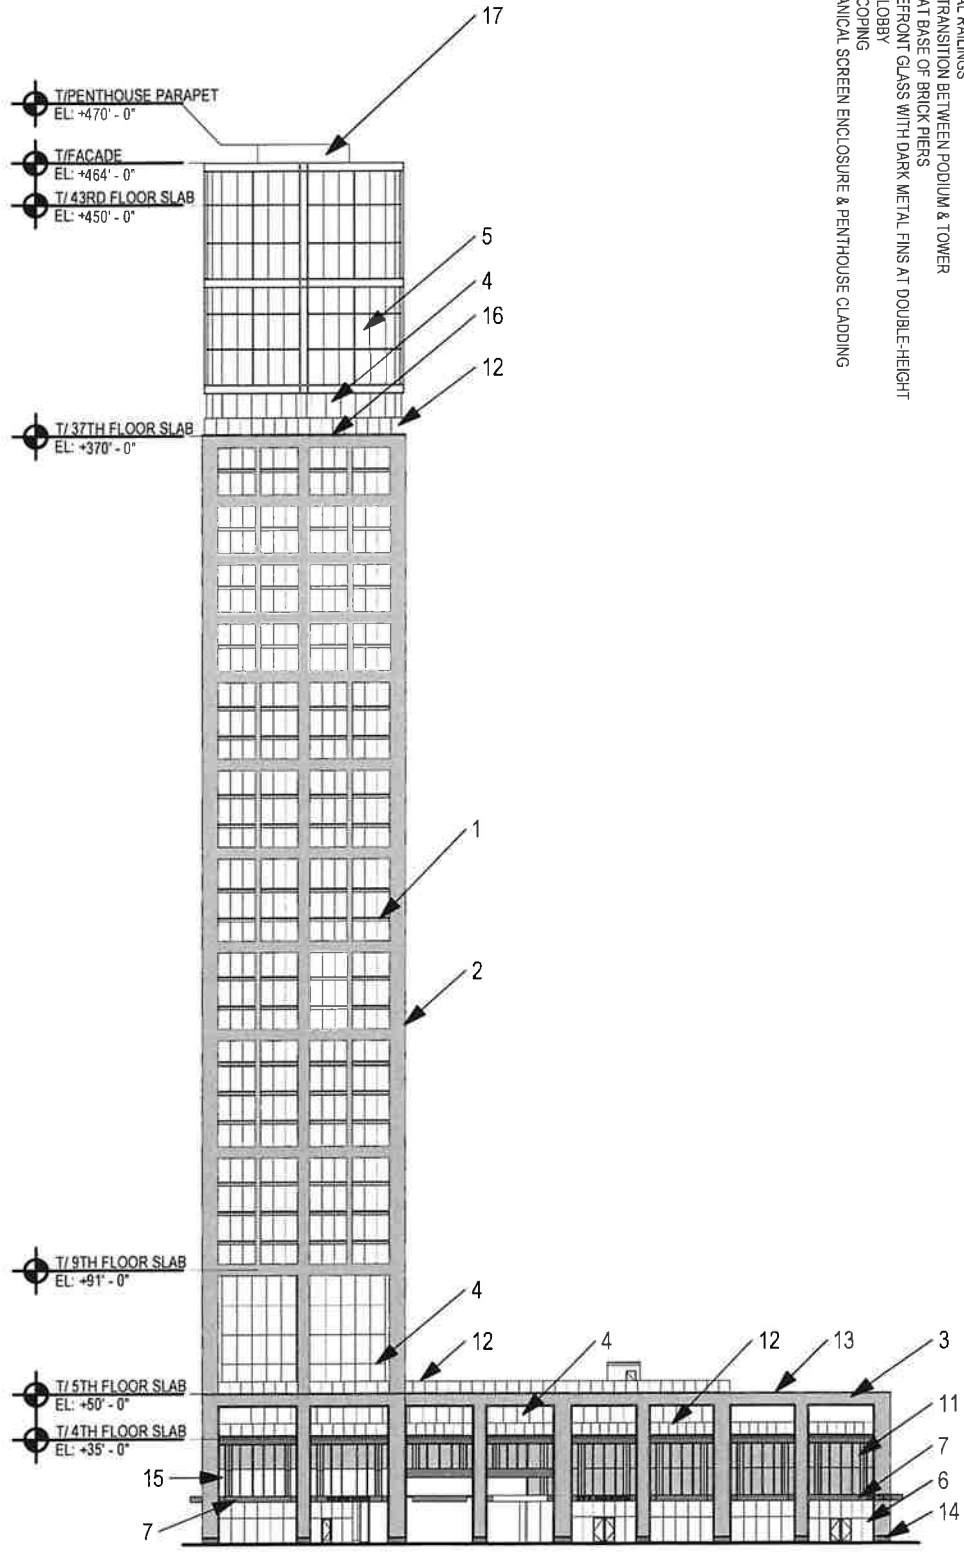 AL RAILINGS
TRANSITION BETWEEN PODIUM & TOWER
AT BASE OF BRICK PIERS
EFRONT GLASS WITH DARK METAL FINS AT DOUBLE-HEIGHT
LOBBY
COPING
ANICAL SCREEN ENCLOSURE & PENTHOUSE CLADDING
17
T/PENTHOUSE PARAPET
EL: +470' - 0"
T/FACADE
EL: +464' - 0"
T/ 43RD FLOOR SLAB
EL: +450' - 0"
5
4
16
12
T/ 37TH FLOOR SLAB
EL: +370' - 0"
1
2
T/ 9TH FLOOR SLAB
EL: +91' - 0"
4
12
4
12
13
3
T/ 5TH FLOOR SLAB
EL: +50' - 0"
11
T/ 4TH FLOOR SLAB
EL: +35' - 0"
7
15
6
14
7